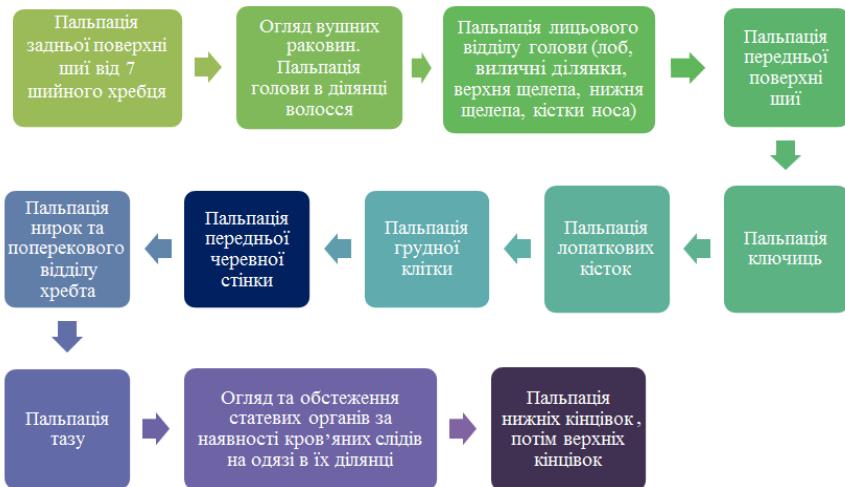 Пальпація
задньої поверхні
шиї від 7
шийного хребця
Огляд вушних
раковин.
Пальпація
голови в ділянці
волосся
Пальпація лицьового
відділу голови (лоб,
виличні ділянки,
верхня щелепа, нижня
щелепа, кістки носа)
Пальпація
передньої
поверхні
шиї
Пальпація
ключиць
Пальпація
лопаткових
кісток
Пальпація
грудної
клітки
Пальпація
передньої
черевної
стінки
Пальпація
нирок та
поперекового
відділу
хребта
Пальпація
тазу
Огляд та обстеження
статевих органів за
наявності кров’яних слідів
на одязі в їх ділянці
Пальпація
нижніх кінцівок ,
потім верхніх
кінцівок